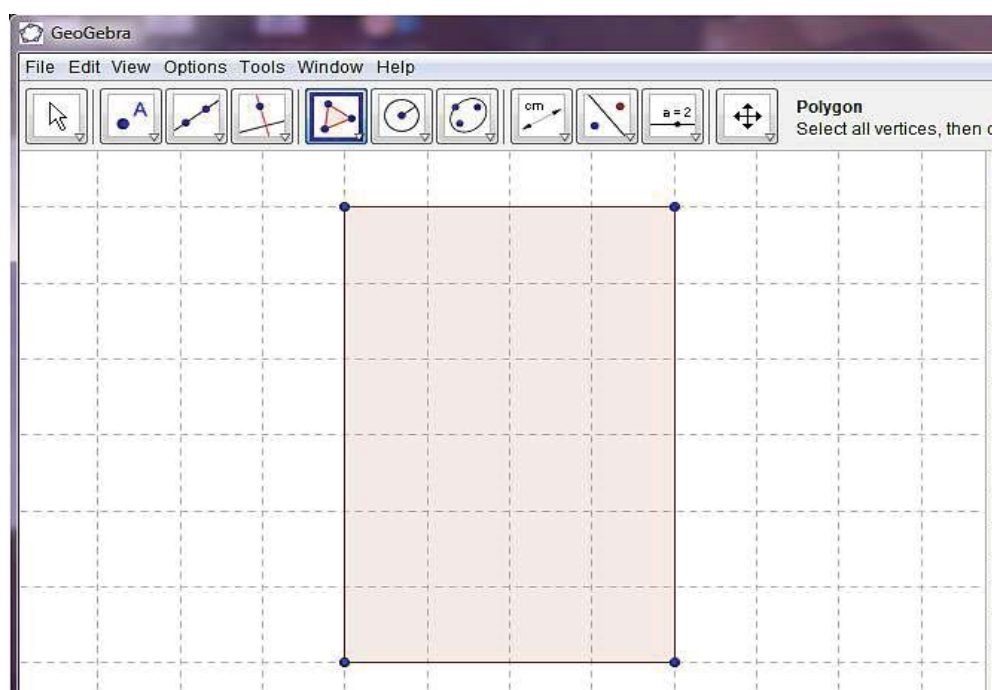 GeoGebra
File Edit View Options Tools Window Help
A
cm
a = 2
Polygon
Select all vertices, then